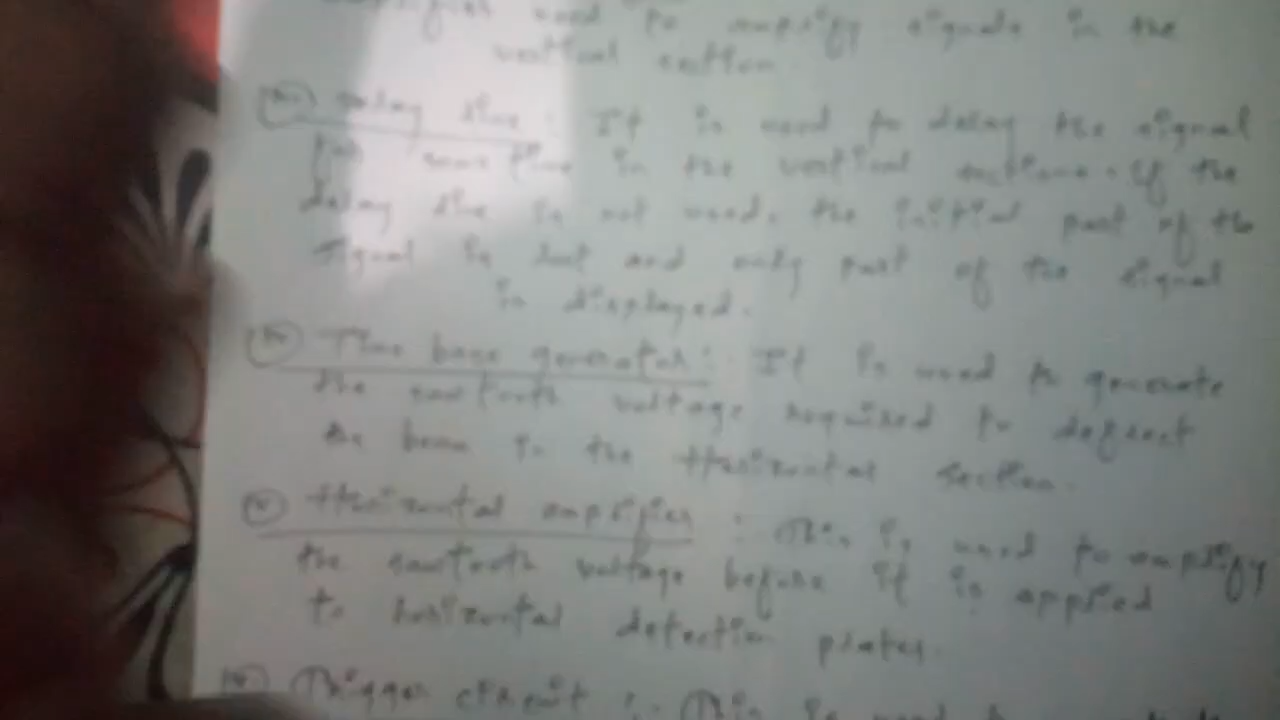 used to amplify signals in the
vertical section
(iii) Delay line : It is used to delay the signal
for some time in the vertical sections. If the
delay line is not used, the initial part of the
signal is lost and only part of the signal
is displayed.
(iv) Time base generator : It is used to generate
the sawtooth voltage required to deflect
the beam in the Horizontal section.
(v) Horizontal amplifier : This is used to amplify
the sawtooth voltage before it is applied
to horizontal detection plates.
Trigger circuit :- This is used